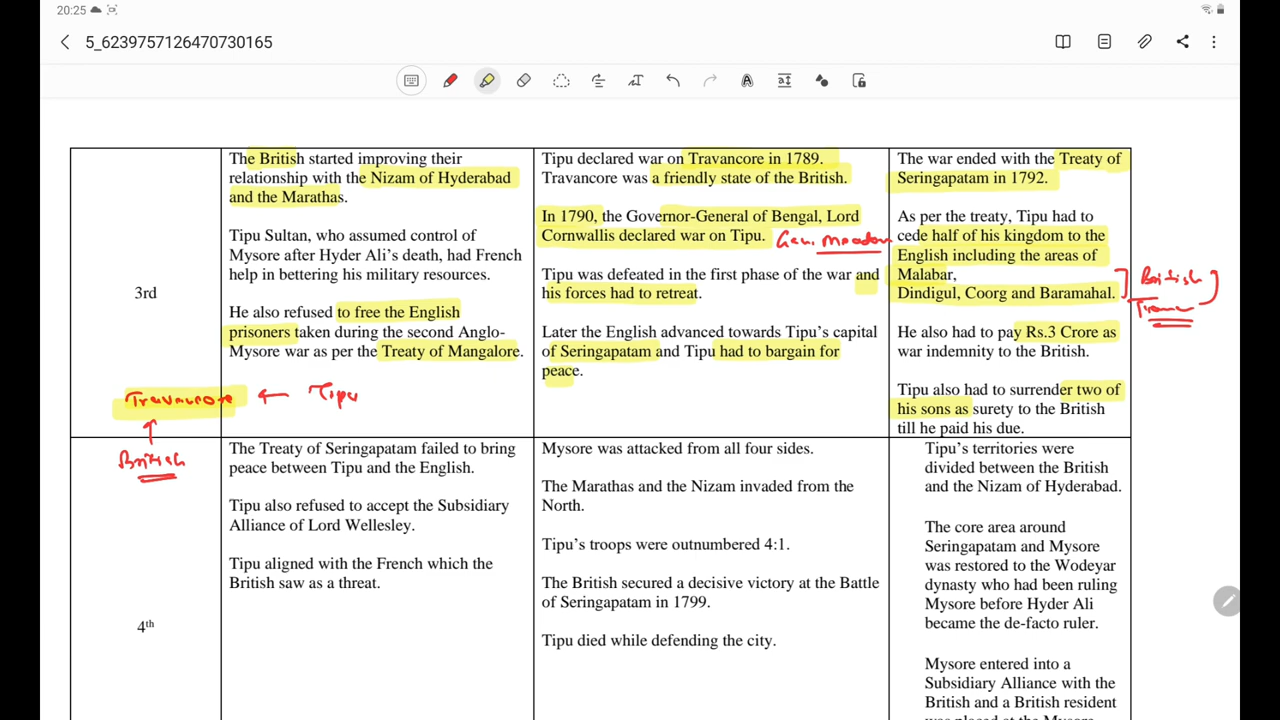 20:25
5_6239757126470730165
3rd
The British started improving their
relationship with the Nizam of Hyderabad
and the Marathas.
Tipu Sultan, who assumed control of
Mysore after Hyder Ali's death, had French
help in bettering his military resources.
He also refused to free the English
prisoners taken during the second Anglo-
Mysore war as per the Treaty of Mangalore.
Travancore ← Tipu
British
Tipu declared war on Travancore in 1789.
Travancore was a friendly state of the British.
In 1790, the Governor-General of Bengal, Lord
Cornwallis declared war on Tipu.
Tipu was defeated in the first phase of the war and
his forces had to retreat.
Later the English advanced towards Tipu's capital
of Seringapatam and Tipu had to bargain for
peace.
The war ended with the Treaty of
Seringapatam in 1792.
As per the treaty, Tipu had to
cede half of his kingdom to the
English including the areas of
Malabar,
Dindigul, Coorg and Baramahal.
British
He also had to pay Rs.3 Crore as
war indemnity to the British.
Tipu also had to surrender two of
his sons as surety to the British
till he paid his due.
4th
The Treaty of Seringapatam failed to bring
peace between Tipu and the English.
Tipu also refused to accept the Subsidiary
Alliance of Lord Wellesley.
Tipu aligned with the French which the
British saw as a threat.
Mysore was attacked from all four sides.
The Marathas and the Nizam invaded from the
North.
Tipu's troops were outnumbered 4:1.
The British secured a decisive victory at the Battle
of Seringapatam in 1799.
Tipu died while defending the city.
Tipu's territories were
divided between the British
and the Nizam of Hyderabad.
The core area around
Seringapatam and Mysore
was restored to the Wodeyar
dynasty who had been ruling
Mysore before Hyder Ali
became the de-facto ruler.
Mysore entered into a
Subsidiary Alliance with the
British and a British resident
was placed at the Mysore